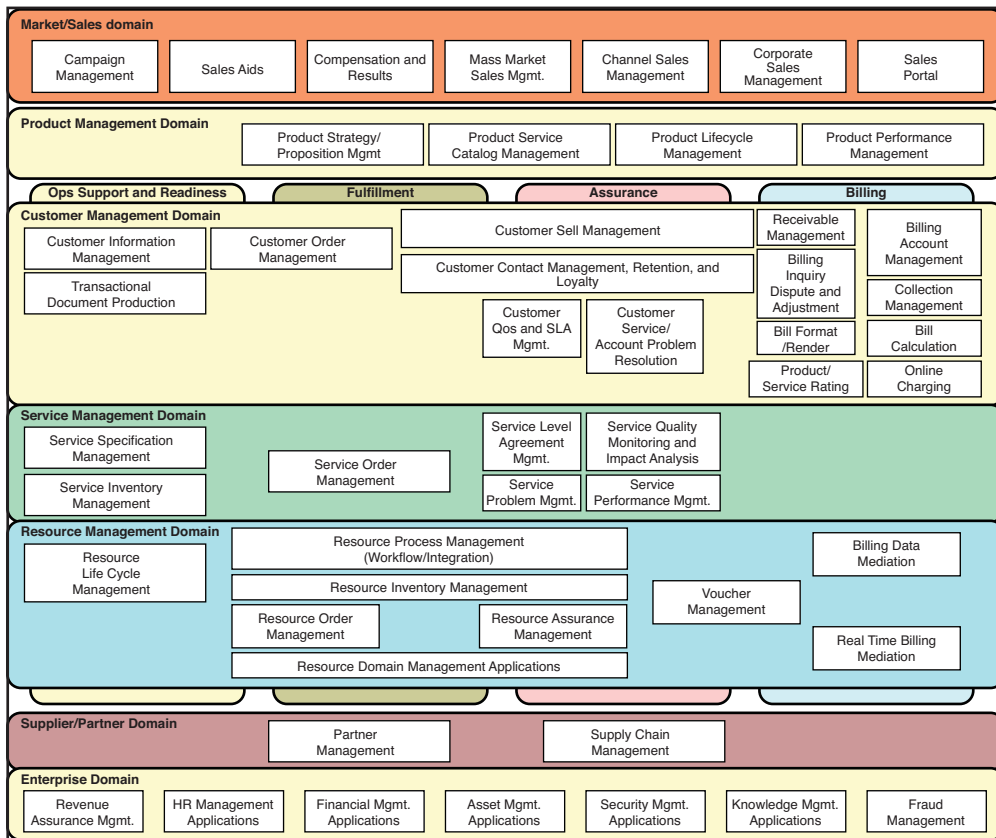 Market/Sales domain
Campaign
Management
Sales Aids
Compensation and
Results
Mass Market
Sales Mgmt.
Channel Sales
Management
Corporate
Sales
Management
Sales
Portal
Product Management Domain
Product Strategy/
Proposition Mgmt
Product Service
Catalog Management
Product Lifecycle
Management
Product Performance
Management
Ops Support and Readiness
Fulfillment
Assurance
Billing
Customer Management Domain
Customer Information
Management
Customer Order
Management
Transactional
Document Production
Customer Sell Management
Customer Contact Management, Retention, and
Loyalty
Customer
Qos and SLA
Mgmt.
Customer
Service/
Account Problem
Resolution
Receivable
Management
Billing
Inquiry
Dispute and
Adjustment
Bill Format
/Render
Product/
Service Rating
Billing
Account
Management
Collection
Management
Bill
Calculation
Online
Charging
Service Management Domain
Service Specification
Management
Service Inventory
Management
Service Order
Management
Service Level
Agreement
Mgmt.
Service Quality
Monitoring and
Impact Analysis
Service
Problem Mgmt.
Service
Performance Mgmt.
Resource Management Domain
Resource
Life Cycle
Management
Resource Process Management
(Workflow/Integration)
Resource Inventory Management
Resource Order
Management
Resource Assurance
Management
Resource Domain Management Applications
Voucher
Management
Billing Data
Mediation
Real Time Billing
Mediation
Supplier/Partner Domain
Partner
Management
Supply Chain
Management
Enterprise Domain
Revenue
Assurance Mgmt.
HR Management
Applications
Financial Mgmt.
Applications
Asset Mgmt.
Applications
Security Mgmt.
Applications
Knowledge Mgmt.
Applications
Fraud
Management